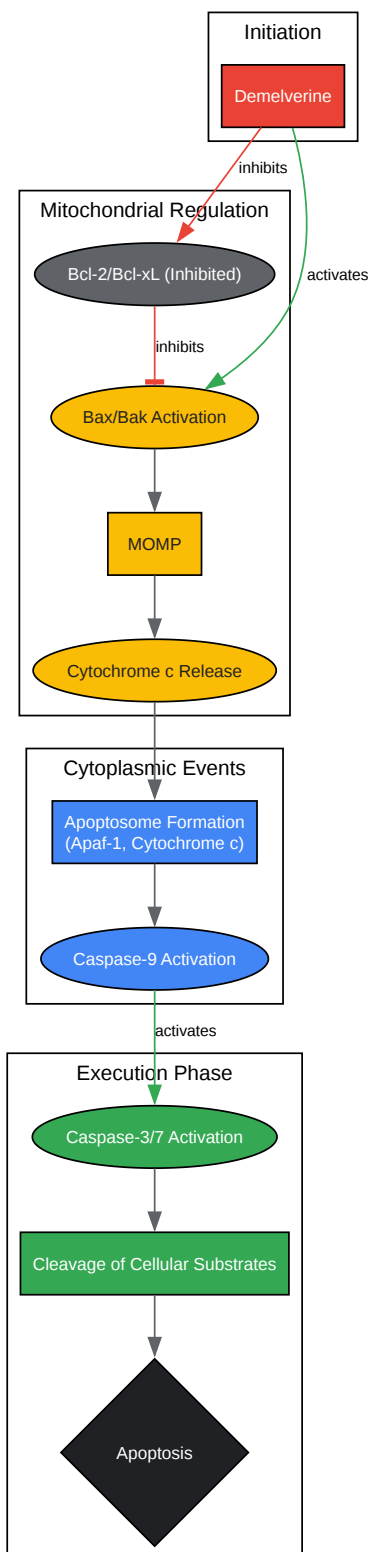 Initiation
Demelverine
inhibits
activates
Mitochondrial Regulation
Bcl-2/Bcl-xL (Inhibited)
inhibits
Bax/Bak Activation
MOMP
Cytochrome c Release
Cytoplasmic Events
Apoptosome Formation
(Apaf-1, Cytochrome c)
Caspase-9 Activation
activates
Execution Phase
Caspase-3/7 Activation
Cleavage of Cellular Substrates
Apoptosis